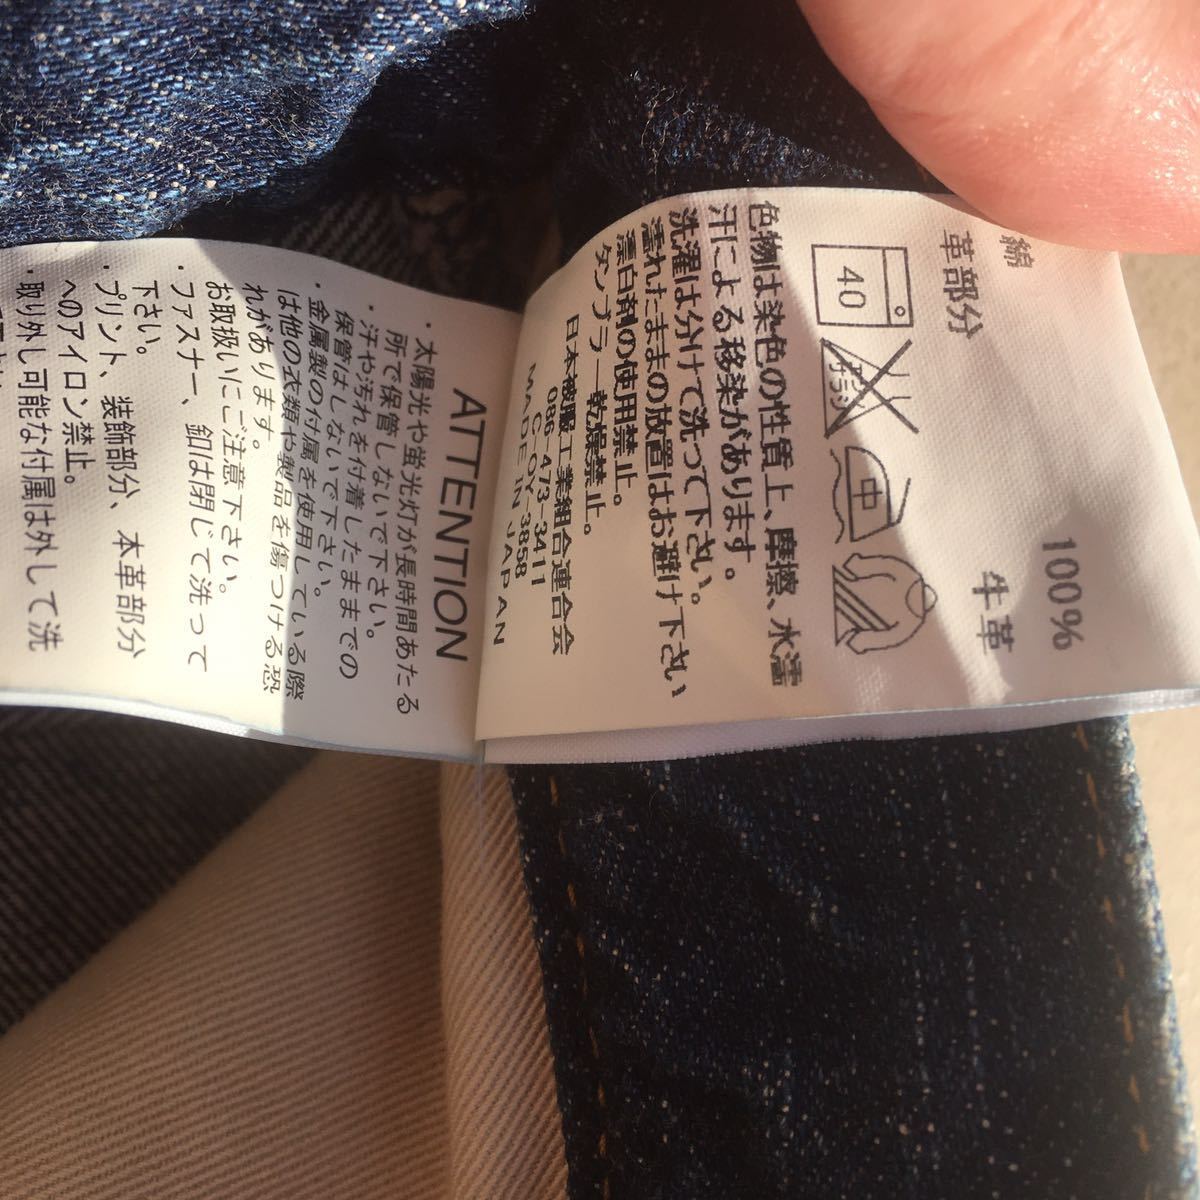 綿 100%
革部分 牛革
40
エンソサラシ
中
色物は染色の性質上、摩擦、水濡
汗による移染があります。
洗濯は分けて洗って下さい。
濡れたままの放置はお避け下さい
漂白剤の使用禁止。
タンブラー乾燥禁止。
日本被服工業組合連合会
086-473-3411
C-OY-3858
MADE IN JAPAN
ATTENTION
・太陽光や蛍光灯が長時間あたる
所で保管しないで下さい。
・汗や汚れを付着したままでの
保管はしないで下さい。
・金属製の付属を使用している際
は他の衣類や製品を傷つける恐
れがあります。
お取扱いにご注意下さい。
・ファスナー、釦は閉じて洗って
下さい。
・プリント、装飾部分、本革部分
へのアイロン禁止。
・取り外し可能な付属は外して洗